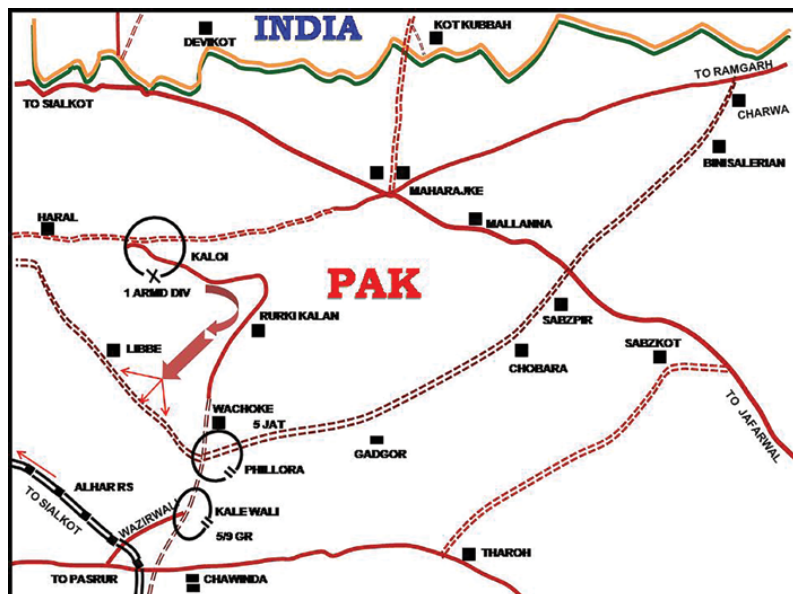 INDIA
DEVIKOT
KOT KUBBAH
TO RAMGARH
TO SIALKOT
CHARWA
BINISALERIAN
MAHARAJKE
HARAL
MALLANNA
KALOI
PAK
1 ARMD DIV
SABZPIR
RURKI KALAN
LIBBE
CHOBARA
SABZKOT
WACHOKE
5 JAT
TO JAFARWAL
GADGOR
PHILLORA
ALHAR RS
TO SIALKOT
WAZIRWALI
KALE WALI
5/9 GR
THAROH
TO PASRUR
CHAWINDA